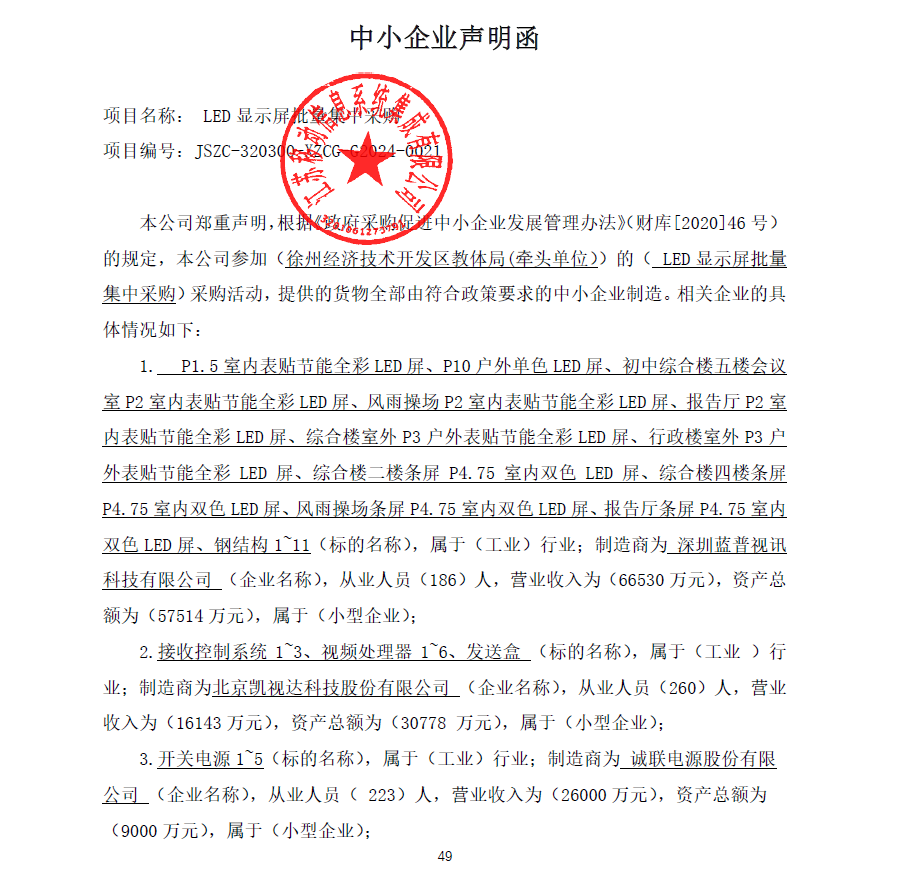 中小企业声明函
项目名称： LED 显示屏批量集中采购
项目编号：JSZC-320300-XZCG-G2024-0021
信息系统集成有限公司
本公司郑重声明，根据《政府采购促进中小企业发展管理办法》（财库[2020]46 号）
的规定，本公司参加（徐州经济技术开发区教体局(牵头单位)）的（ LED 显示屏批量
集中采购）采购活动，提供的货物全部由符合政策要求的中小企业制造。相关企业的具
体情况如下：
1. P1.5 室内表贴节能全彩 LED 屏、P10 户外单色 LED 屏、初中综合楼五楼会议
室 P2 室内表贴节能全彩 LED 屏、风雨操场 P2 室内表贴节能全彩 LED 屏、报告厅 P2 室
内表贴节能全彩 LED 屏、综合楼室外 P3 户外表贴节能全彩 LED 屏、行政楼室外 P3 户
外表贴节能全彩 LED 屏、综合楼二楼条屏 P4.75 室内双色 LED 屏、综合楼四楼条屏
P4.75 室内双色 LED 屏、风雨操场条屏 P4.75 室内双色 LED 屏、报告厅条屏 P4.75 室内
双色 LED 屏、钢结构 1~11（标的名称），属于（工业）行业；制造商为 深圳蓝普视讯
科技有限公司 （企业名称），从业人员（186）人，营业收入为（66530 万元），资产总
额为（57514 万元），属于（小型企业）；
2.接收控制系统 1~3、视频处理器 1~6、发送盒 （标的名称），属于（工业 ）行
业；制造商为北京凯视达科技股份有限公司 （企业名称），从业人员（260）人，营业
收入为（16143 万元），资产总额为（30778 万元），属于（小型企业）；
3.开关电源 1~5（标的名称），属于（工业）行业；制造商为 诚联电源股份有限
公司 （企业名称），从业人员（ 223）人，营业收入为（26000 万元），资产总额为
（9000 万元），属于（小型企业）；
49